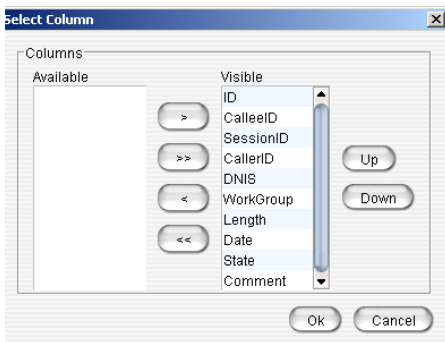 Select Column
Columns
Available
Visible
ID
CalleeID
SessionID
CallerID
DNIS
WorkGroup
Length
Date
State
Comment
>
>>
<
<<
Up
Down
Ok
Cancel